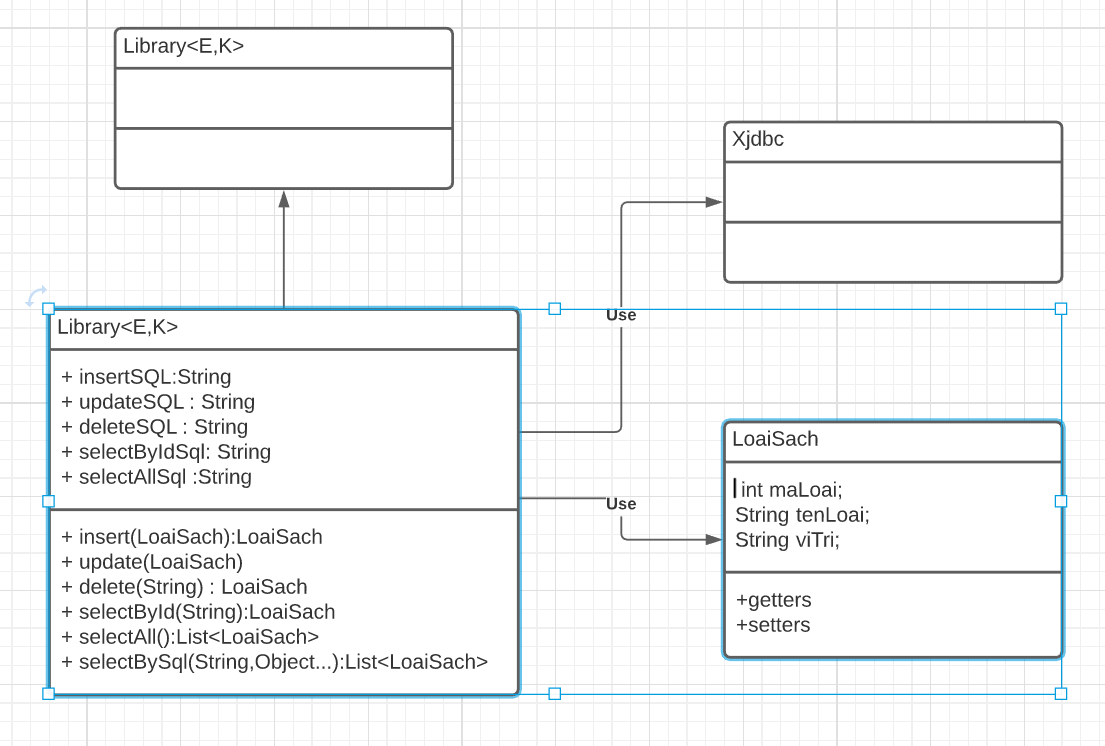 Library<E,K>
Xjdbc
Use
Library<E,K>
+ insertSQL:String
+ updateSQL : String
+ deleteSQL : String
+ selectByIdSql: String
+ selectAllSql :String
+ insert(LoaiSach):LoaiSach
+ update(LoaiSach)
+ delete(String) : LoaiSach
+ selectById(String):LoaiSach
+ selectAll():List<LoaiSach>
+ selectBySql(String,Object...):List<LoaiSach>
Use
LoaiSach
int maLoai;
String tenLoai;
String viTri;
+getters
+setters